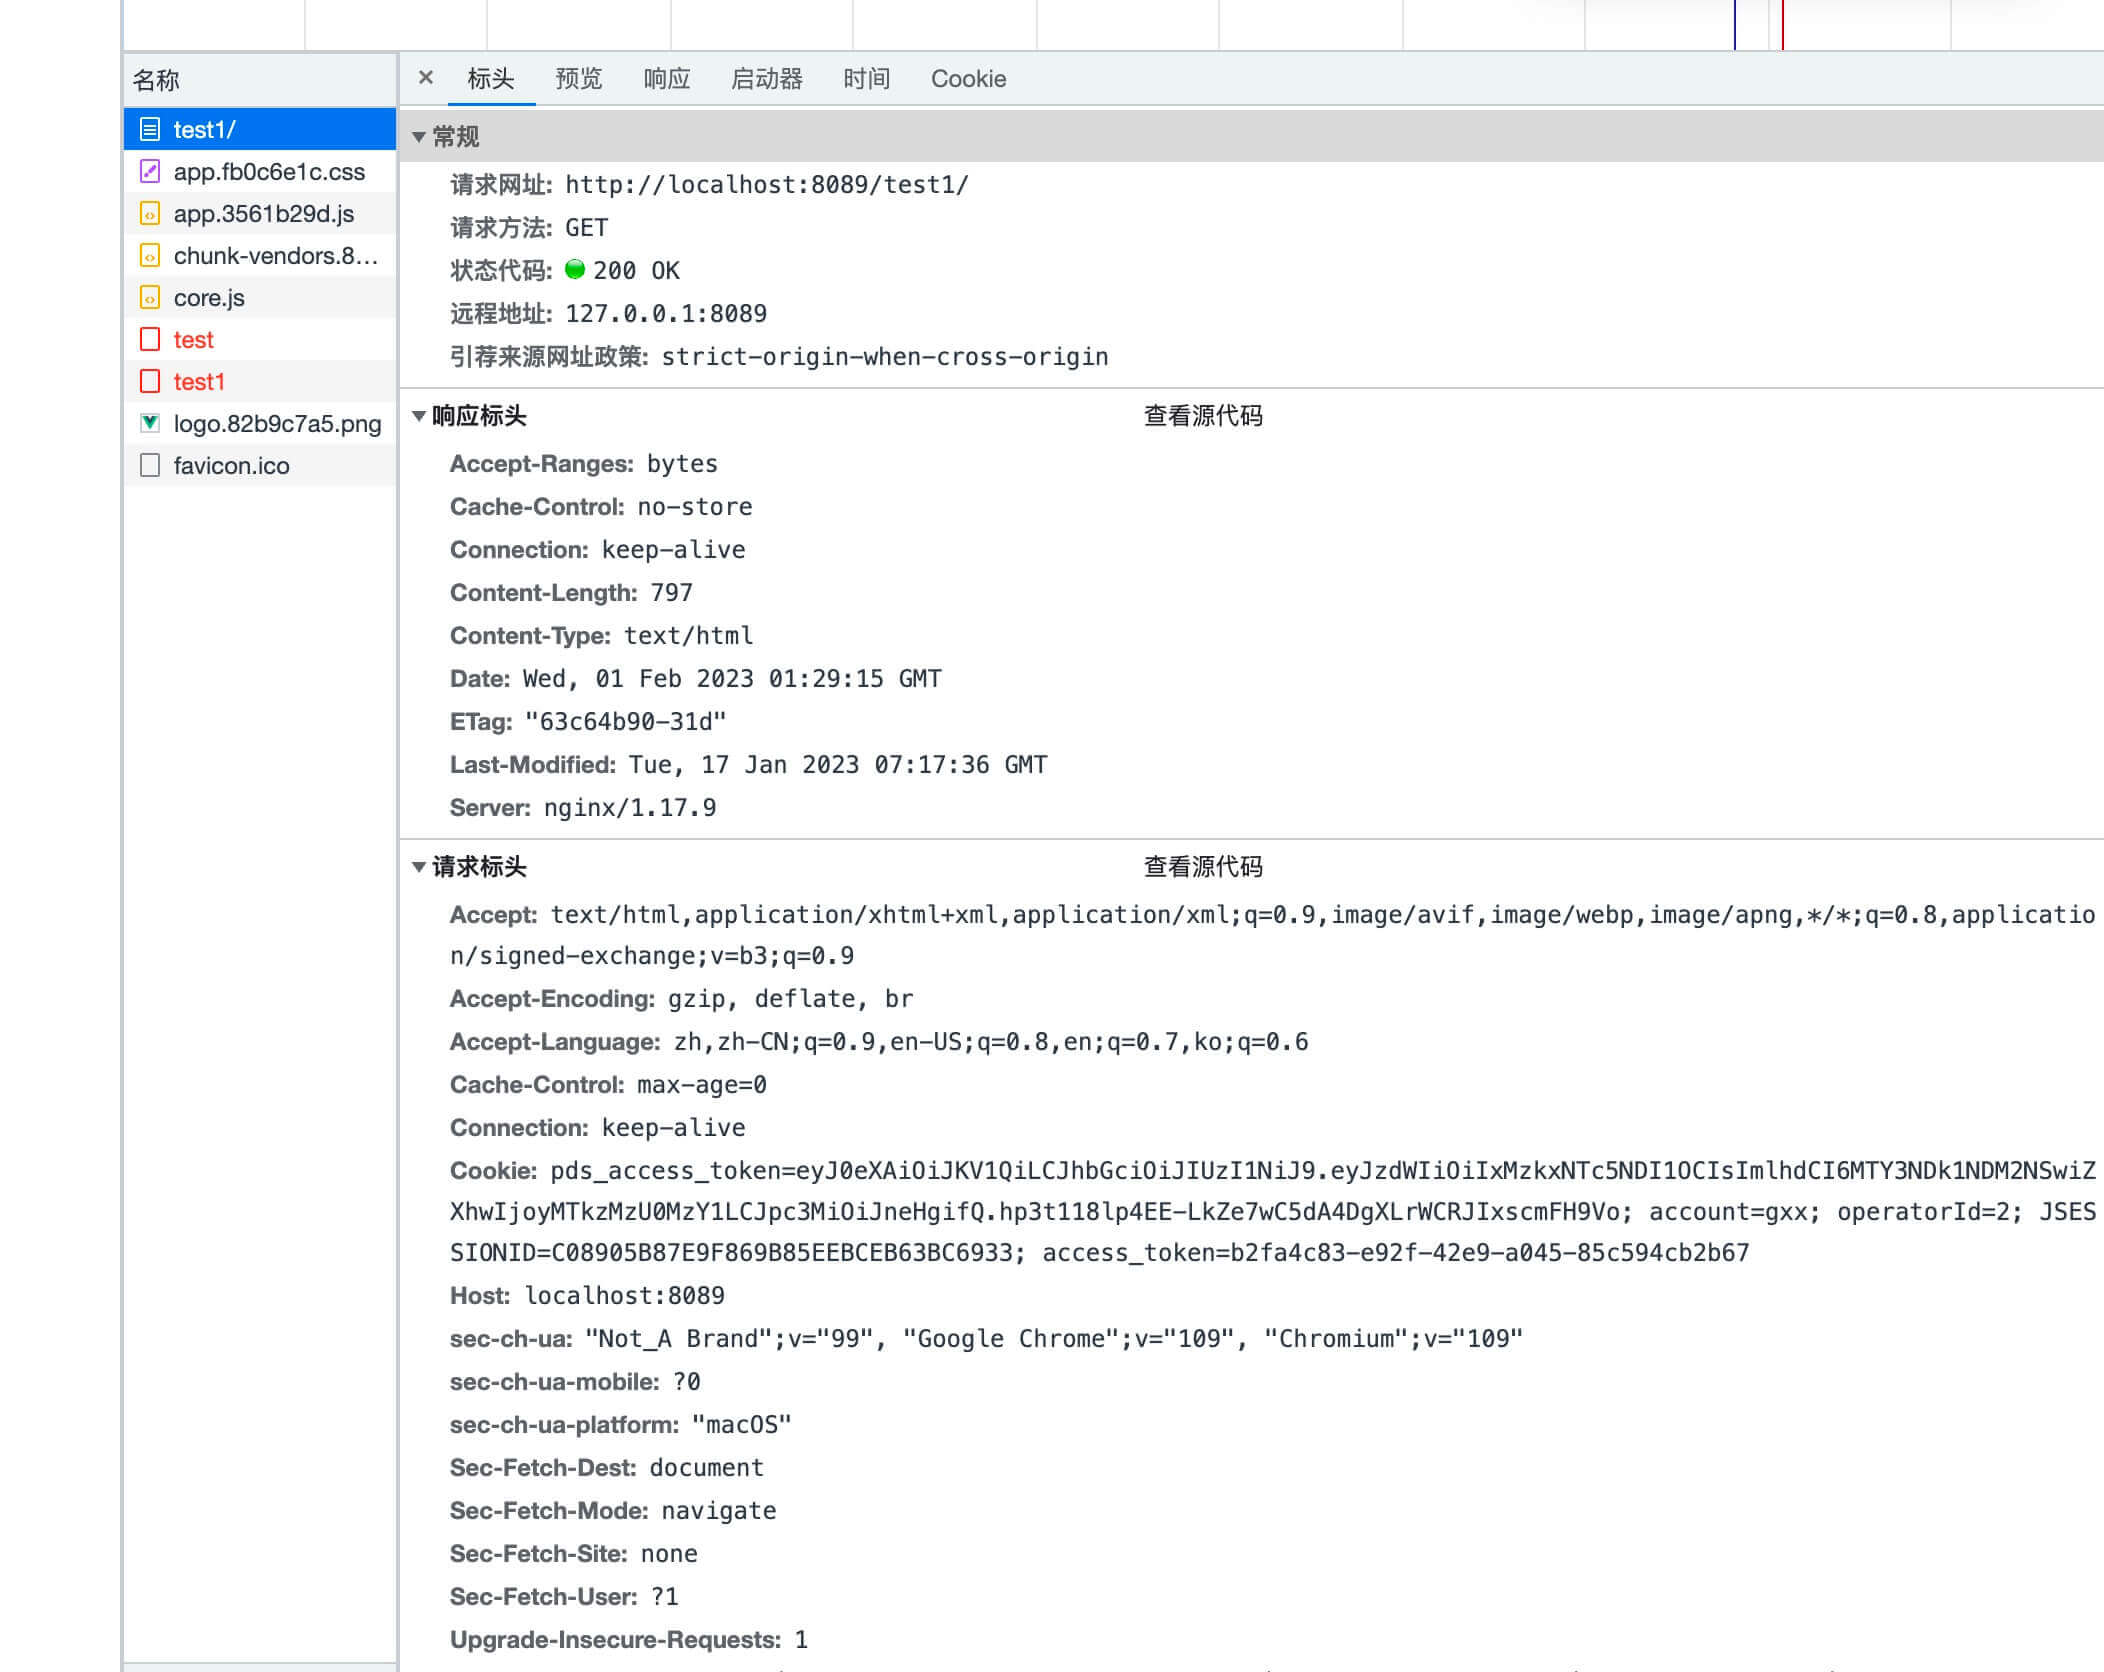 名称
test1/
app.fb0c6e1c.css
app.3561b29d.js
chunk-vendors.8...
core.js
test
test1
logo.82b9c7a5.png
favicon.ico
× 标头 预览 响应 启动器 时间 Cookie
常规
请求网址: http://localhost:8089/test1/
请求方法: GET
状态代码: 200 OK
远程地址: 127.0.0.1:8089
引荐来源网址政策: strict-origin-when-cross-origin
响应标头 查看源代码
Accept-Ranges: bytes
Cache-Control: no-store
Connection: keep-alive
Content-Length: 797
Content-Type: text/html
Date: Wed, 01 Feb 2023 01:29:15 GMT
ETag: "63c64b90-31d"
Last-Modified: Tue, 17 Jan 2023 07:17:36 GMT
Server: nginx/1.17.9
请求标头 查看源代码
Accept: text/html,application/xhtml+xml,application/xml;q=0.9,image/avif,image/webp,image/apng,*/*;q=0.8,applicatio
n/signed-exchange;v=b3;q=0.9
Accept-Encoding: gzip, deflate, br
Accept-Language: zh,zh-CN;q=0.9,en-US;q=0.8,en;q=0.7,ko;q=0.6
Cache-Control: max-age=0
Connection: keep-alive
Cookie: pds_access_token=eyJ0eXAiOiJKV1QiLCJhbGciOiJIUzI1NiJ9.eyJzdWIiOiIxMzkxNTc5NDI1OCIsImlhdCI6MTY3NDk1NDM2NSwiZ
XhwIjoyMTkzMzU0MzY1LCJpc3MiOiJneHgifQ.hp3t118lp4EE-LkZe7wC5dA4DgXLrWCRJIxscmFH9Vo; account=gxx; operatorId=2; JSES
SIONID=C08905B87E9F869B85EEBCEB63BC6933; access_token=b2fa4c83-e92f-42e9-a045-85c594cb2b67
Host: localhost:8089
sec-ch-ua: "Not_A Brand";v="99", "Google Chrome";v="109", "Chromium";v="109"
sec-ch-ua-mobile: ?0
sec-ch-ua-platform: "macOS"
Sec-Fetch-Dest: document
Sec-Fetch-Mode: navigate
Sec-Fetch-Site: none
Sec-Fetch-User: ?1
Upgrade-Insecure-Requests: 1